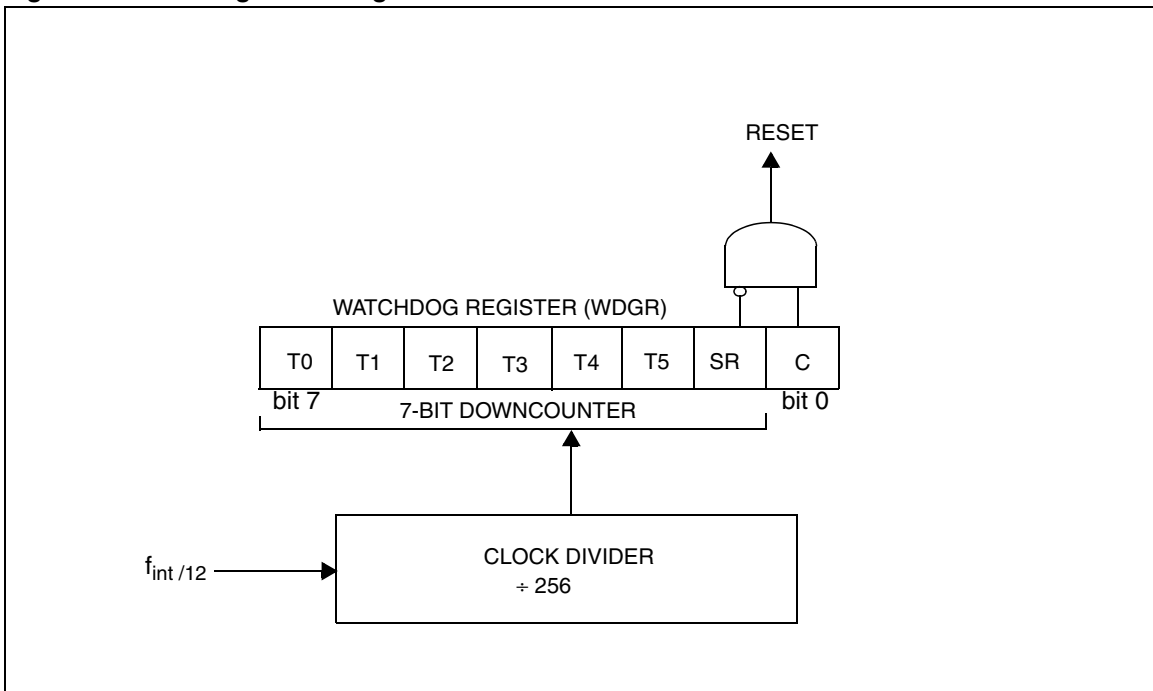 RESET
WATCHDOG REGISTER (WDGR)
T0 T1 T2 T3 T4 T5 SR C
bit 7 bit 0
7-BIT DOWNCOUNTER
fint /12
CLOCK DIVIDER
÷ 256